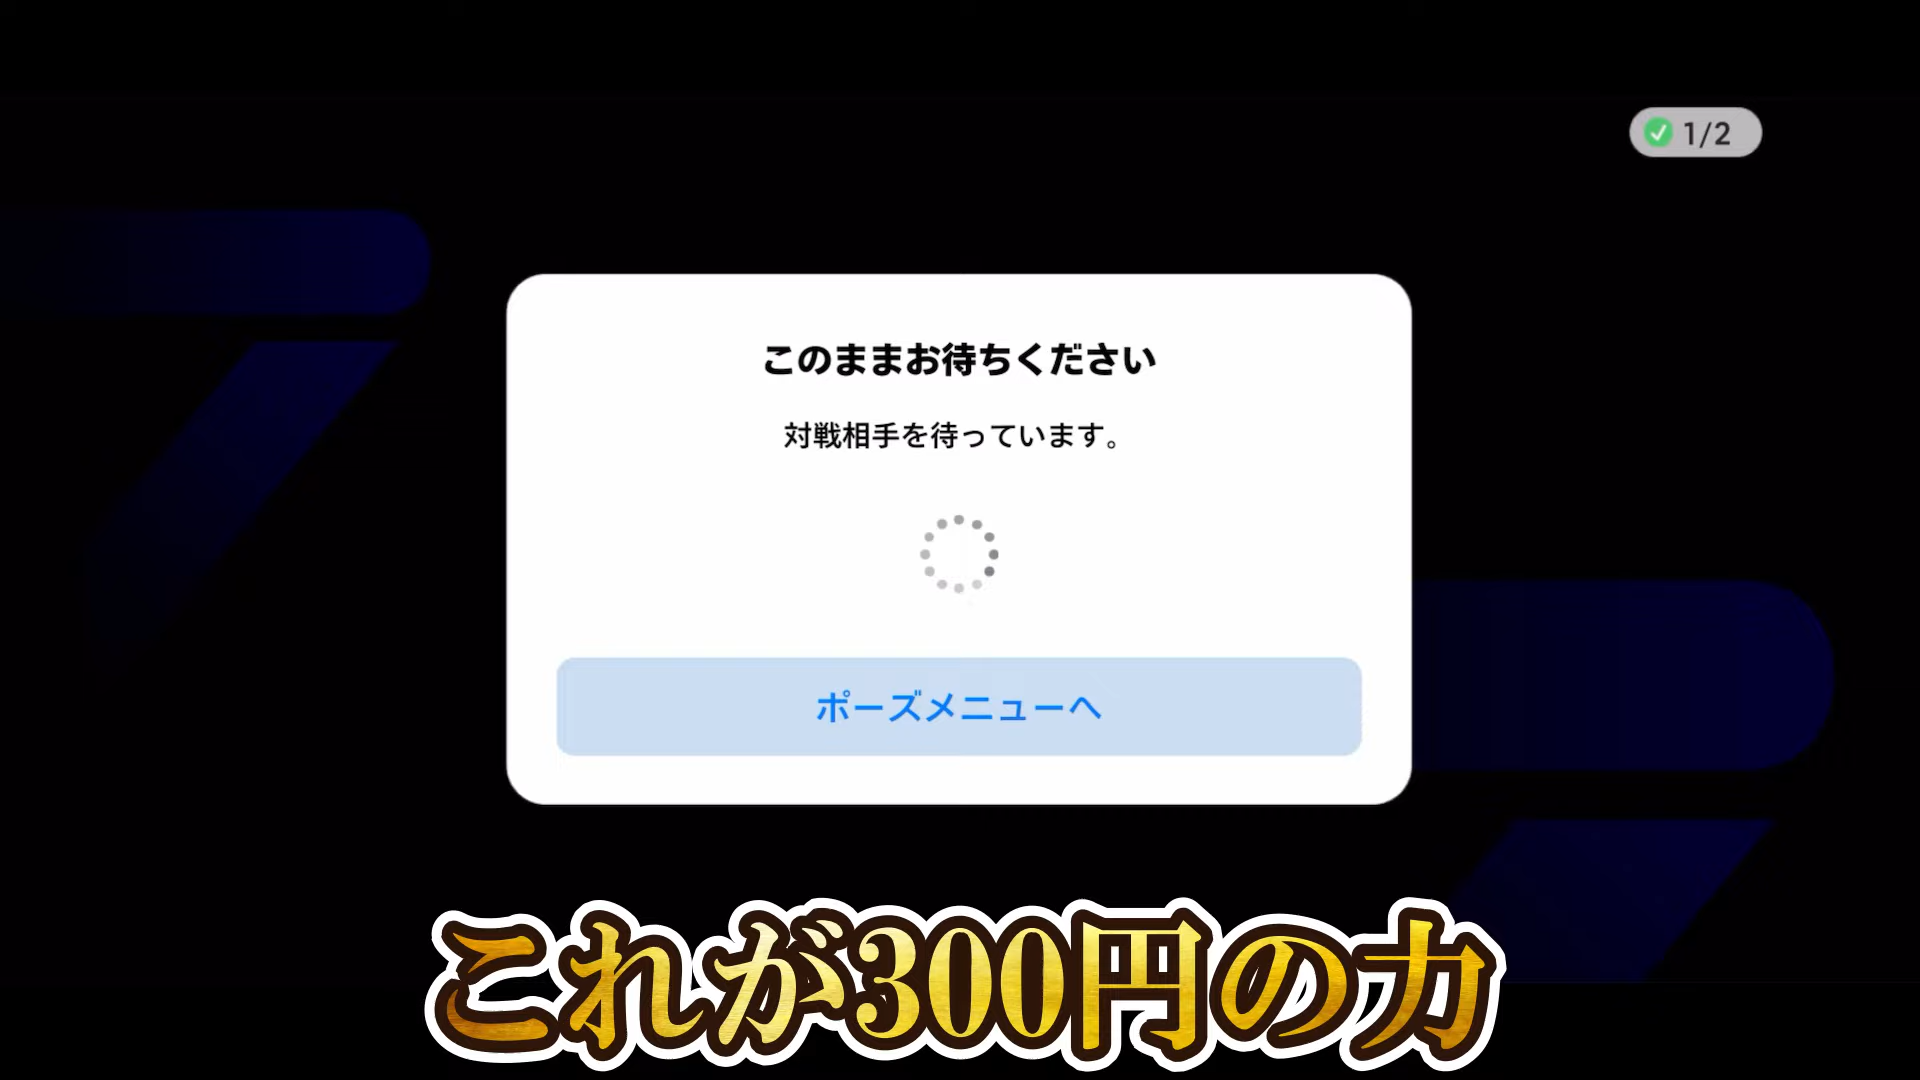 1/2
このままお待ちください
対戦相手を待っています。
ポーズメニューへ
これが300円の力